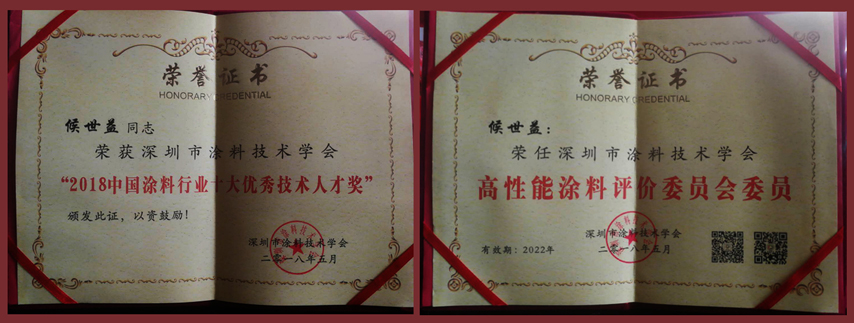 荣誉证书
HONORARY CREDENTIAL
侯世益 同志
荣获深圳市涂料技术学会
“2018中国涂料行业十大优秀技术人才奖”
颁发此证，以资鼓励！
深圳市涂料技术学会
二〇一八年五月
荣誉证书
HONORARY CREDENTIAL
侯世益：
荣任深圳市涂料技术学会
高性能涂料评价委员会委员
深圳市涂料技术学会
有效期：2022年
二〇一八年五月